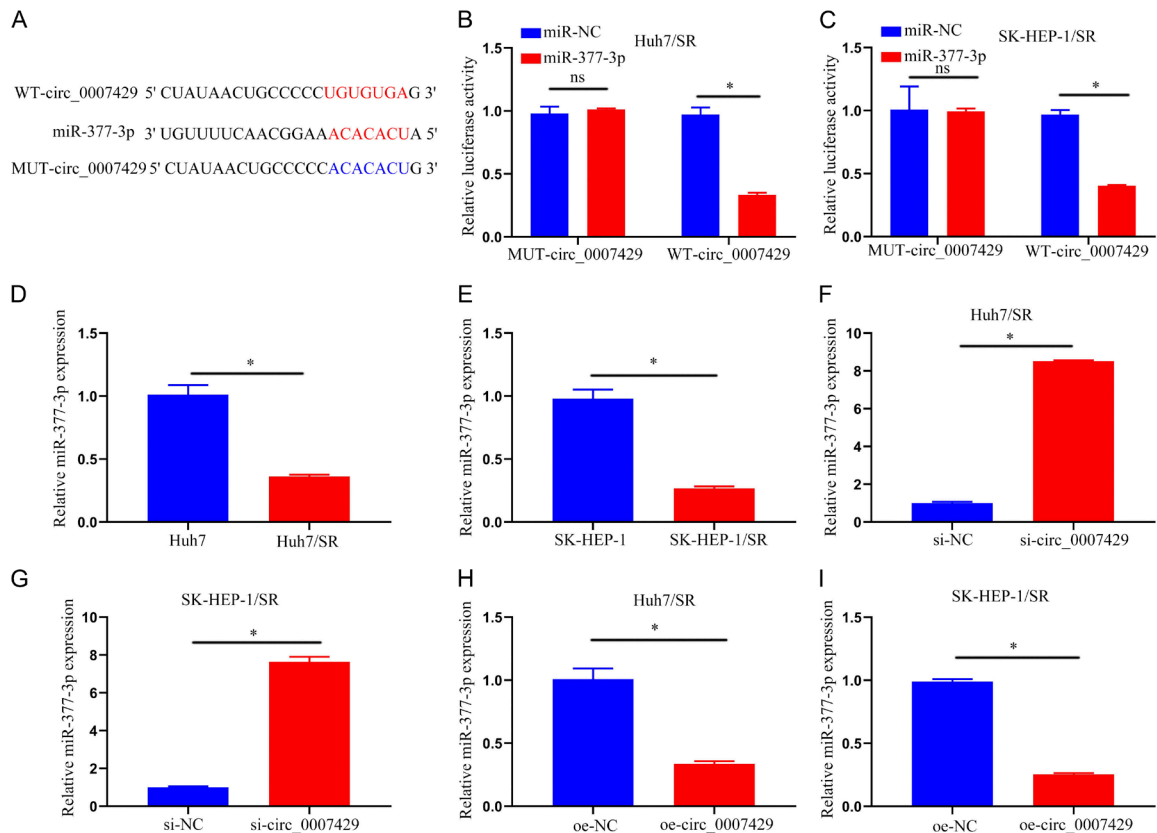 A
WT-circ_0007429 5' CUAUAACUGCCCCCUGUGUGAG 3'
miR-377-3p 3' UGUUUUCAACGGAAACACACUA 5'
MUT-circ_0007429 5' CUAUAACUGCCCCCACACACUG 3'
B
miR-NC
miR-377-3p
Huh7/SR
Relative luciferase activity
1.5
1.0
0.5
0.0
ns
*
MUT-circ_0007429 WT-circ_0007429
C
miR-NC
miR-377-3p
SK-HEP-1/SR
Relative luciferase activity
1.5
1.0
0.5
0.0
ns
*
MUT-circ_0007429 WT-circ_0007429
D
Relative miR-377-3p expression
1.5
1.0
0.5
0.0
*
Huh7 Huh7/SR
E
Relative miR-377-3p expression
1.5
1.0
0.5
0.0
*
SK-HEP-1 SK-HEP-1/SR
F
Huh7/SR
Relative miR-377-3p expression
10
8
6
4
2
0
*
si-NC si-circ_0007429
G
SK-HEP-1/SR
Relative miR-377-3p expression
10
8
6
4
2
0
*
si-NC si-circ_0007429
H
Huh7/SR
Relative miR-377-3p expression
1.5
1.0
0.5
0.0
*
oe-NC oe-circ_0007429
I
SK-HEP-1/SR
Relative miR-377-3p expression
1.5
1.0
0.5
0.0
*
oe-NC oe-circ_0007429